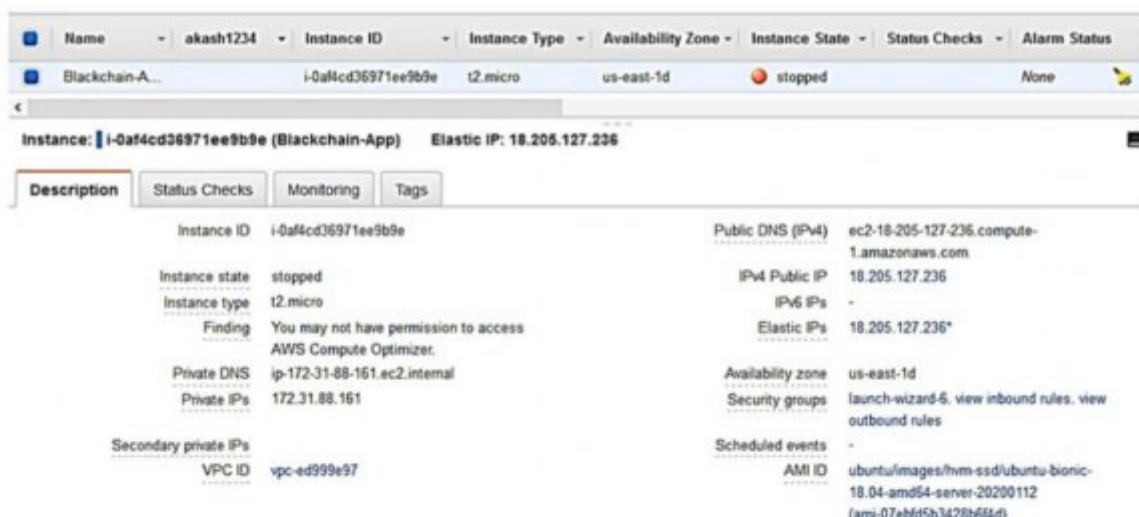 Name akash1234 Instance ID Instance Type Availability Zone Instance State Status Checks Alarm Status
Blackchain-A... i-0af4cd36971ee9b9e t2.micro us-east-1d stopped None
Instance: i-0af4cd36971ee9b9e (Blackchain-App) Elastic IP: 18.205.127.236
Description Status Checks Monitoring Tags
Instance ID i-0af4cd36971ee9b9e
Public DNS (IPv4) ec2-18-205-127-236.compute-
1.amazonaws.com
Instance state stopped
IPv4 Public IP 18.205.127.236
Instance type t2.micro
IPv6 IPs -
Finding You may not have permission to access
AWS Compute Optimizer.
Elastic IPs 18.205.127.236*
Private DNS ip-172-31-88-161.ec2.internal
Availability zone us-east-1d
Private IPs 172.31.88.161
Security groups launch-wizard-6. view inbound rules. view
outbound rules
Secondary private IPs
Scheduled events -
VPC ID vpc-ed999e97
AMI ID ubuntu/images/hvm-ssd/ubuntu-bionic-
18.04-amd64-server-20200112
(ami-07ebfd5b3428b6f4d)